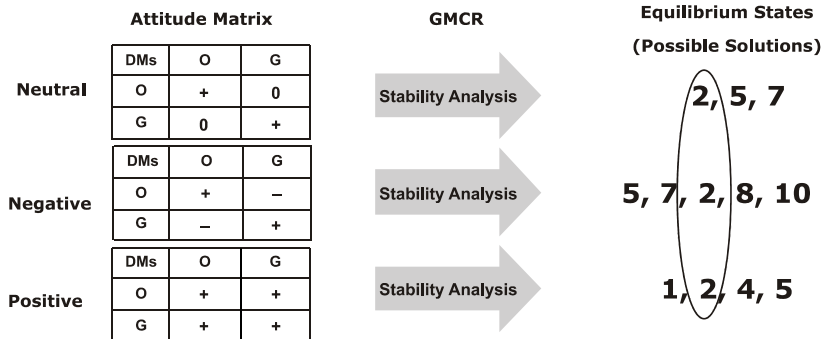 Attitude Matrix
GMCR
Equilibrium States
(Possible Solutions)
Neutral
DMs O G
O + 0
G 0 +
Stability Analysis
2, 5, 7
Negative
DMs O G
O + –
G – +
Stability Analysis
5, 7, 2, 8, 10
Positive
DMs O G
O + +
G + +
Stability Analysis
1, 2, 4, 5